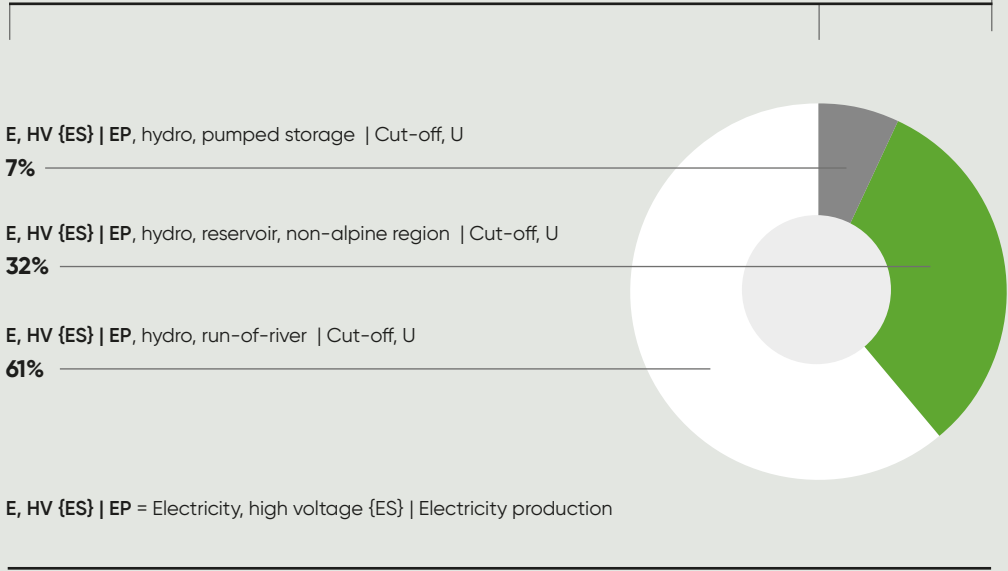 E, HV {ES} | EP, hydro, pumped storage | Cut-off, U
7%
E, HV {ES} | EP, hydro, reservoir, non-alpine region | Cut-off, U
32%
E, HV {ES} | EP, hydro, run-of-river | Cut-off, U
61%
E, HV {ES} | EP = Electricity, high voltage {ES} | Electricity production